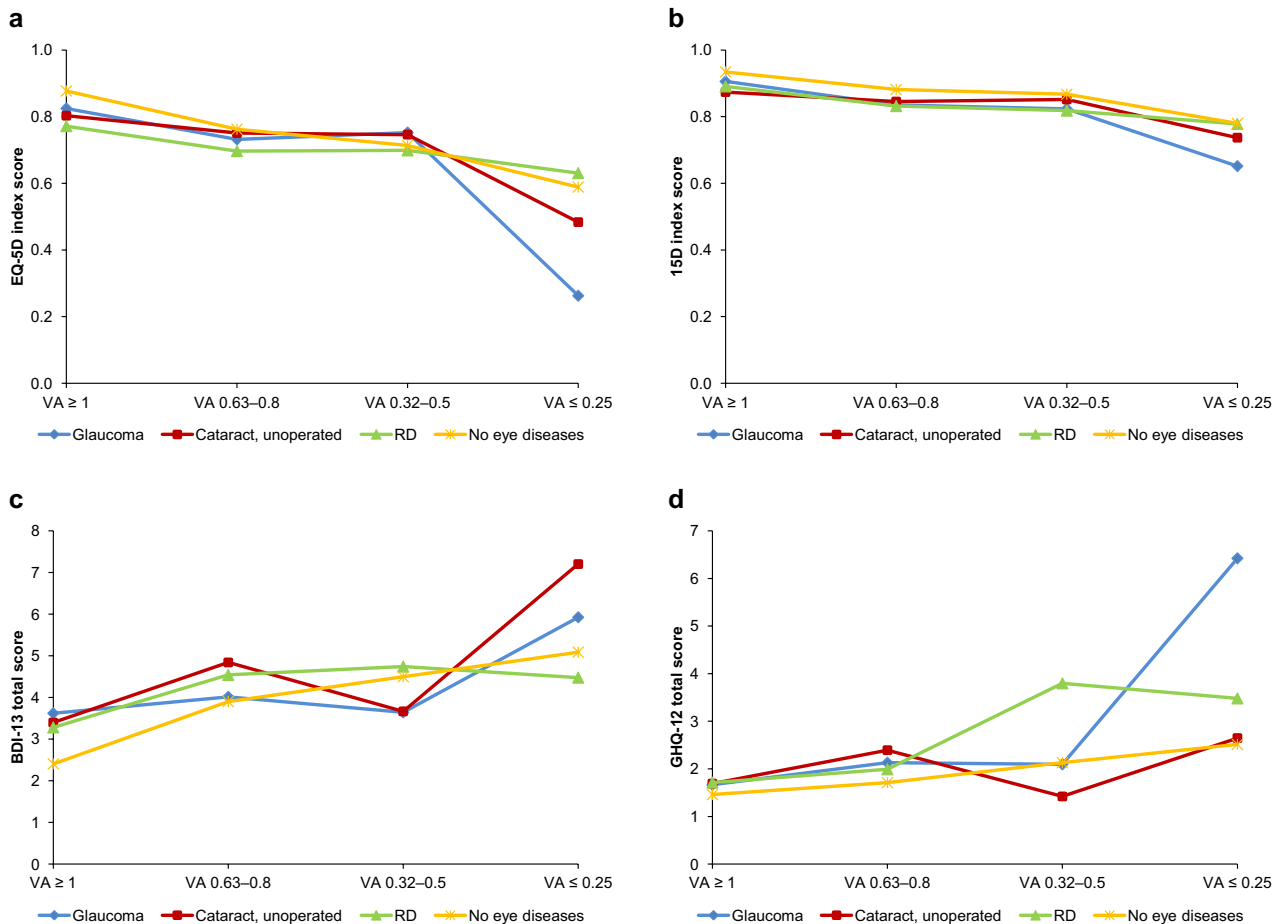 a
EQ-5D index score
1.0
0.8
0.6
0.4
0.2
0.0
VA ≥ 1 VA 0.63–0.8 VA 0.32–0.5 VA ≤ 0.25
Glaucoma Cataract, unoperated RD No eye diseases
b
15D index score
1.0
0.8
0.6
0.4
0.2
0.0
VA ≥ 1 VA 0.63–0.8 VA 0.32–0.5 VA ≤ 0.25
Glaucoma Cataract, unoperated RD No eye diseases
c
BDI-13 total score
8
7
6
5
4
3
2
1
0
VA ≥ 1 VA 0.63–0.8 VA 0.32–0.5 VA ≤ 0.25
Glaucoma Cataract, unoperated RD No eye diseases
d
GHQ-12 total score
7
6
5
4
3
2
1
0
VA ≥ 1 VA 0.63–0.8 VA 0.32–0.5 VA ≤ 0.25
Glaucoma Cataract, unoperated RD No eye diseases